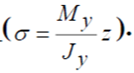 (σ = M_y / J_y z).